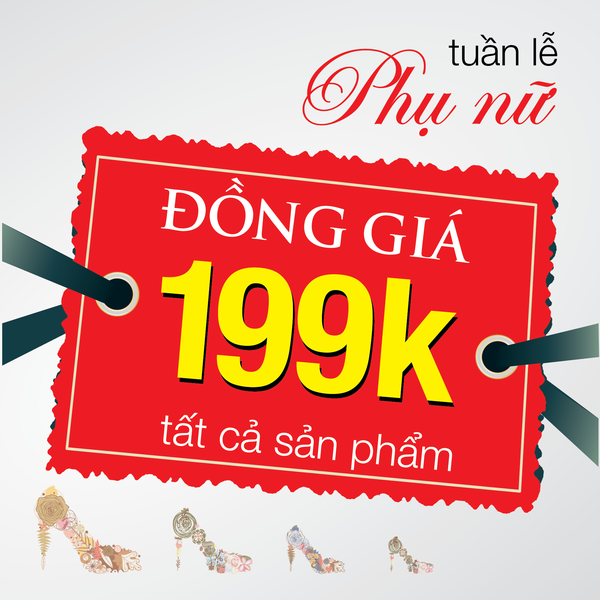 tuần lễ
Phụ nữ
ĐỒNG GIÁ
199k
tất cả sản phẩm